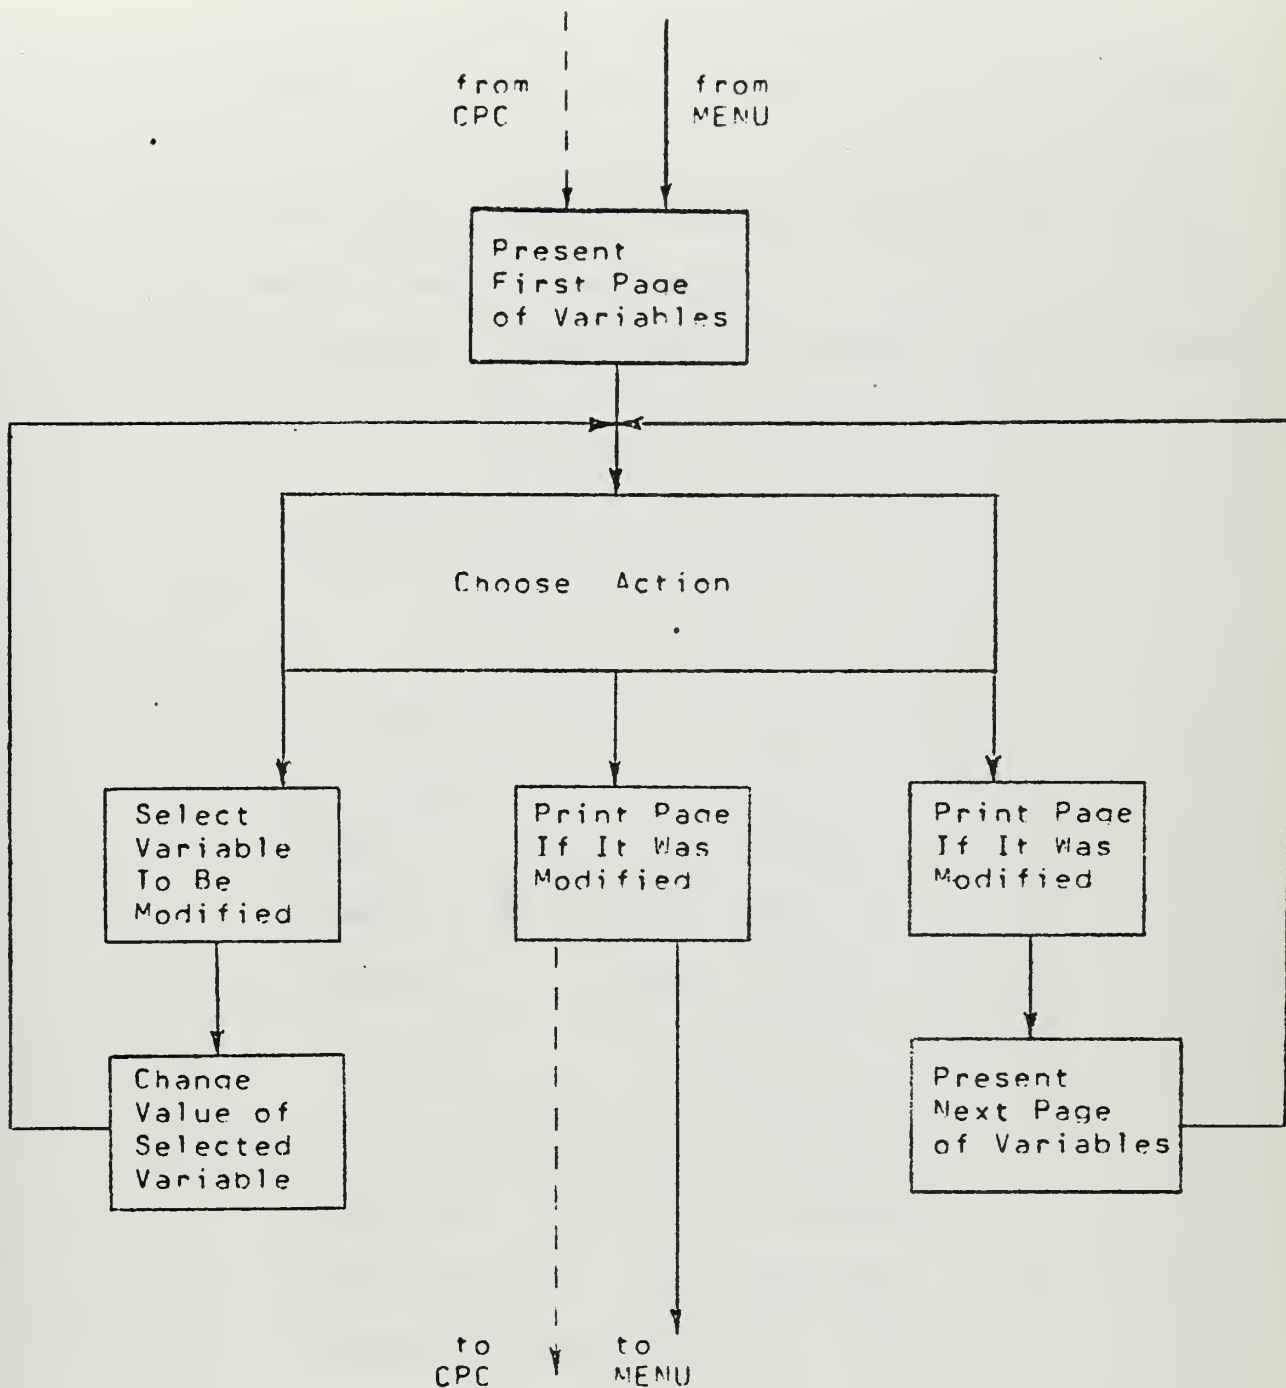 from
CPC
from
MENU
Present
First Page
of Variables
Choose Action
Select
Variable
To Be
Modified
Print Page
If It Was
Modified
Print Page
If It Was
Modified
Change
Value of
Selected
Variable
Present
Next Page
of Variables
to
CPC
to
MENU